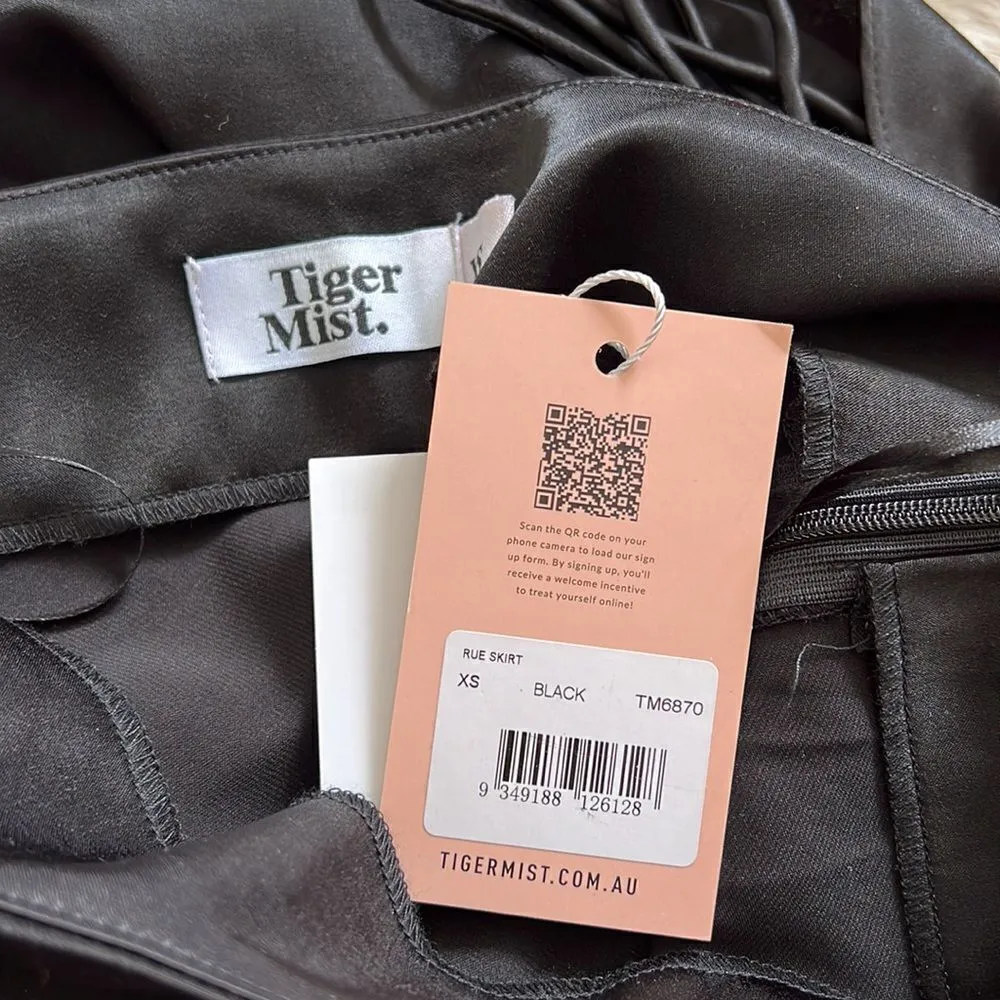 Tiger
Mist.
Scan the QR code on your
phone camera to load our sign
up form. By signing up, you'll
receive a welcome incentive
to treat yourself online!
RUE SKIRT
XS BLACK TM6870
9 349188 126128
TIGERMIST.COM.AU